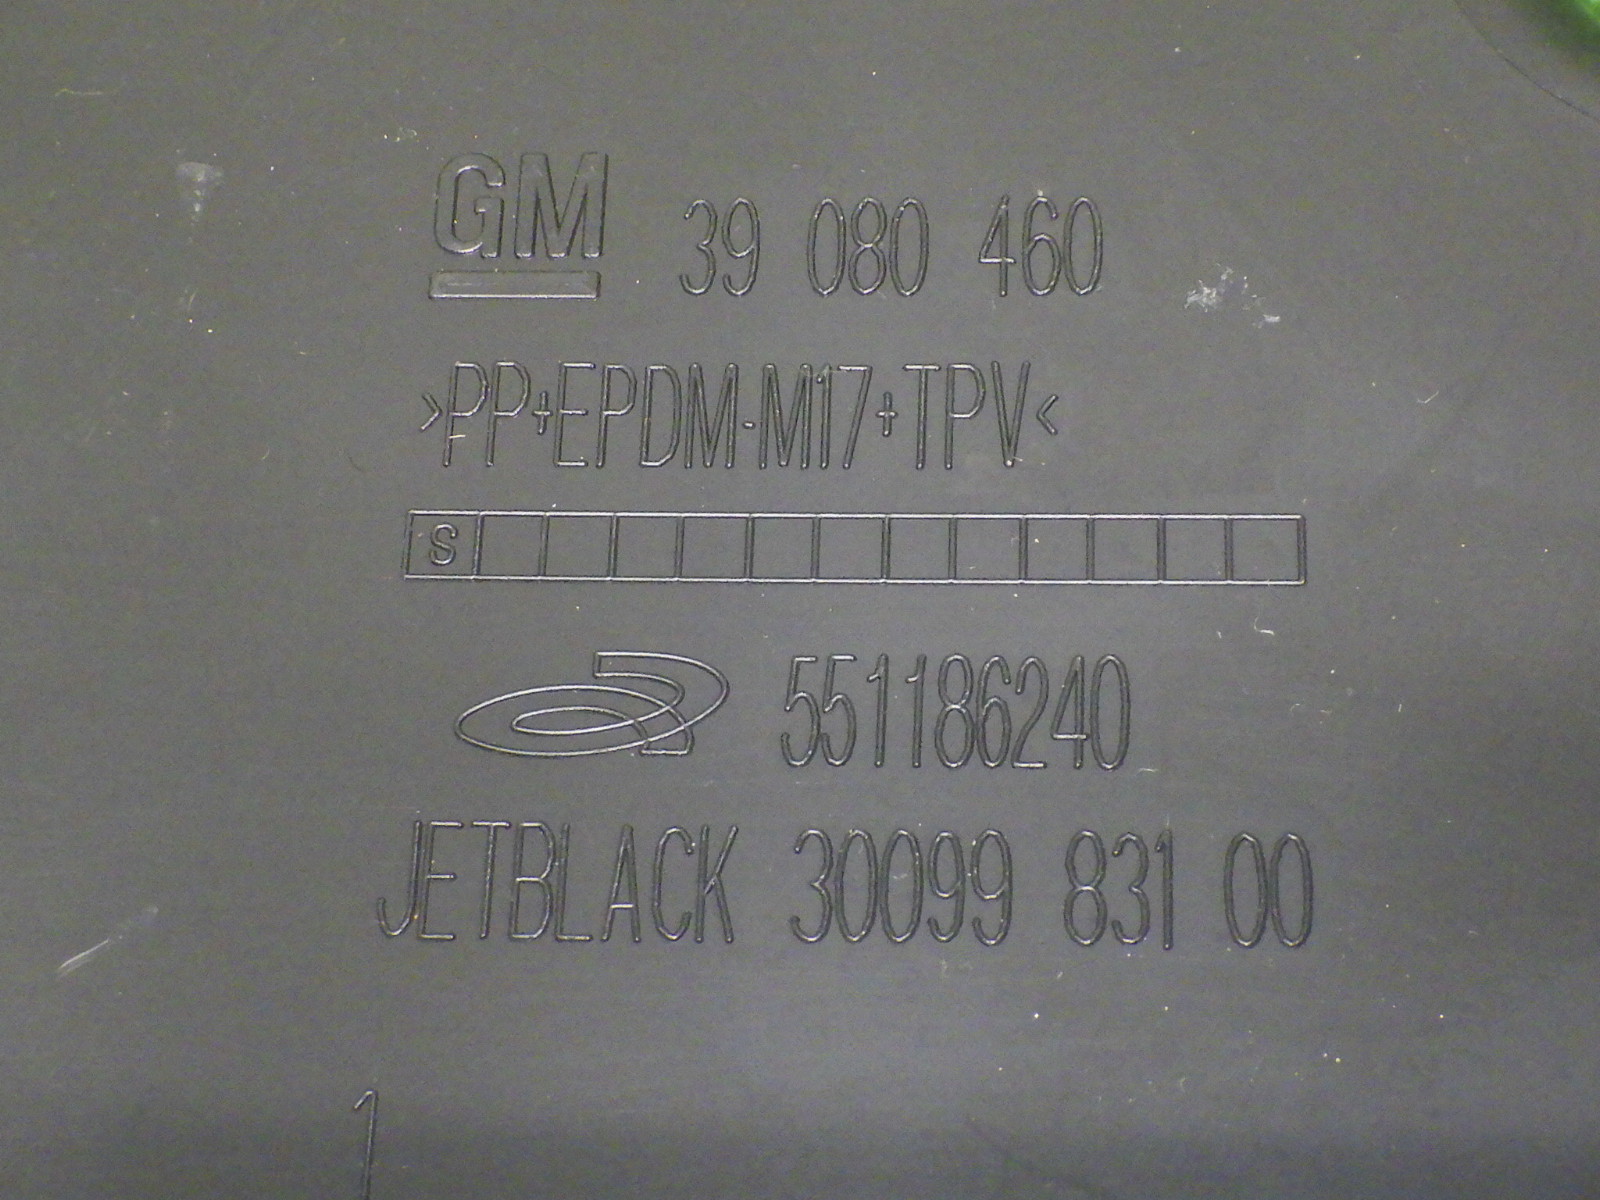 GM 39 080 460
>PP+EPDM-M17+TPV<
S
551186240
JETBLACK 30099 831 00
1